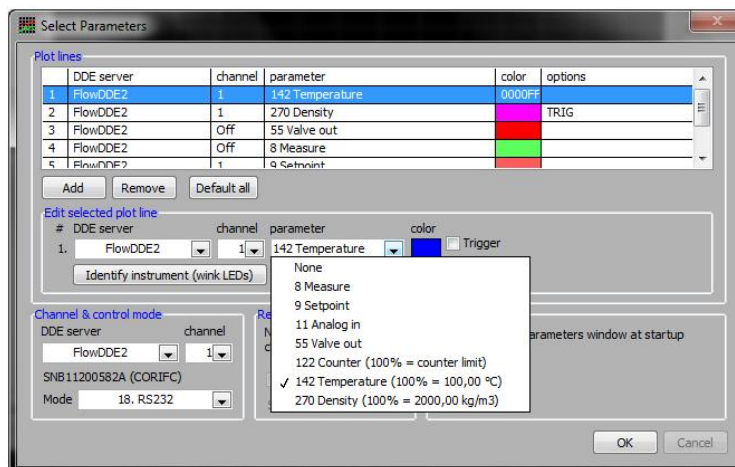 Select Parameters
Plot lines
DDE server channel parameter color options
1 FlowDDE2 1 142 Temperature 0000FF
2 FlowDDE2 1 270 Density TRIG
3 FlowDDE2 Off 55 Valve out
4 FlowDDE2 Off 8 Measure
5 FlowDDE2 1 9 Setpoint
Add Remove Default all
Edit selected plot line
# DDE server channel parameter color
1. FlowDDE2 1 142 Temperature Trigger
Identify instrument (wink LEDs)
None
8 Measure
9 Setpoint
11 Analog in
55 Valve out
122 Counter (100% = counter limit)
✓ 142 Temperature (100% = 100,00 ºC)
270 Density (100% = 2000,00 kg/m3)
Channel & control mode
DDE server channel
FlowDDE2 1
SNB11200582A (CORIFC)
Mode 18. RS232
parameters window at startup
OK Cancel